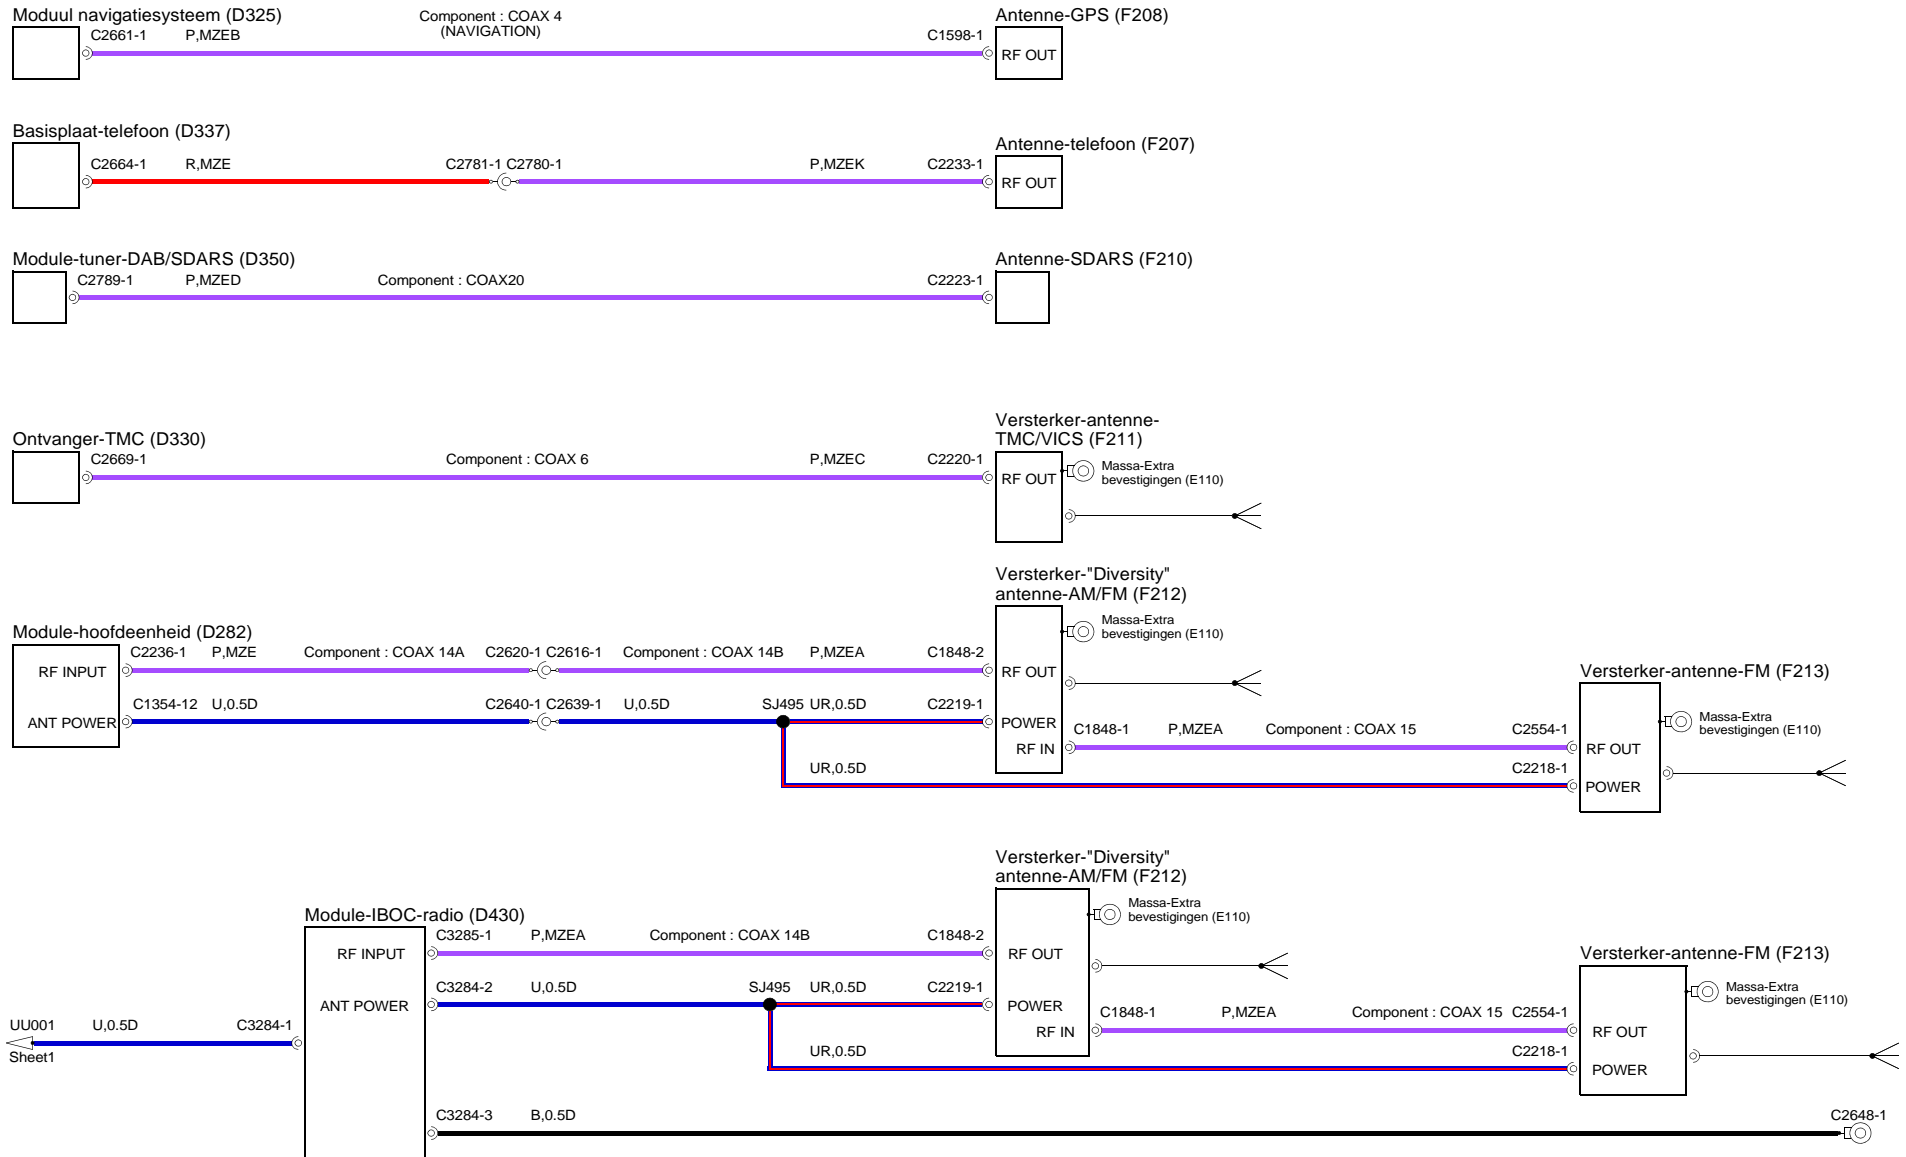 Moduul navigatiesysteem (D325)
C2661-1
P,MZEB
Component : COAX 4
(NAVIGATION)
C1598-1
Antenne-GPS (F208)
RF OUT
Basisplaat-telefoon (D337)
C2664-1
R,MZE
C2781-1
C2780-1
P,MZEK
C2233-1
Antenne-telefoon (F207)
RF OUT
Module-tuner-DAB/SDARS (D350)
C2789-1
P,MZED
Component : COAX20
C2223-1
Antenne-SDARS (F210)
Ontvanger-TMC (D330)
C2669-1
Component : COAX 6
P,MZEC
C2220-1
Versterker-antenne-
TMC/VICS (F211)
RF OUT
Massa-Extra
bevestigingen (E110)
Module-hoofdeenheid (D282)
RF INPUT
ANT POWER
C2236-1
P,MZE
Component : COAX 14A
C2620-1
C2616-1
Component : COAX 14B
P,MZEA
C1848-2
C1354-12
U,0.5D
C2640-1
C2639-1
U,0.5D
SJ495
UR,0.5D
C2219-1
UR,0.5D
Versterker-"Diversity"
antenne-AM/FM (F212)
Massa-Extra
bevestigingen (E110)
RF OUT
POWER
RF IN
C1848-1
P,MZEA
Component : COAX 15
C2554-1
C2218-1
Versterker-antenne-FM (F213)
Massa-Extra
bevestigingen (E110)
RF OUT
POWER
UU001
Sheet1
U,0.5D
C3284-1
Module-IBOC-radio (D430)
RF INPUT
ANT POWER
C3285-1
P,MZEA
Component : COAX 14B
C1848-2
C3284-2
U,0.5D
SJ495
UR,0.5D
C2219-1
UR,0.5D
Versterker-"Diversity"
antenne-AM/FM (F212)
Massa-Extra
bevestigingen (E110)
RF OUT
POWER
RF IN
C1848-1
P,MZEA
Component : COAX 15
C2554-1
C2218-1
Versterker-antenne-FM (F213)
Massa-Extra
bevestigingen (E110)
RF OUT
POWER
C3284-3
B,0.5D
C2648-1